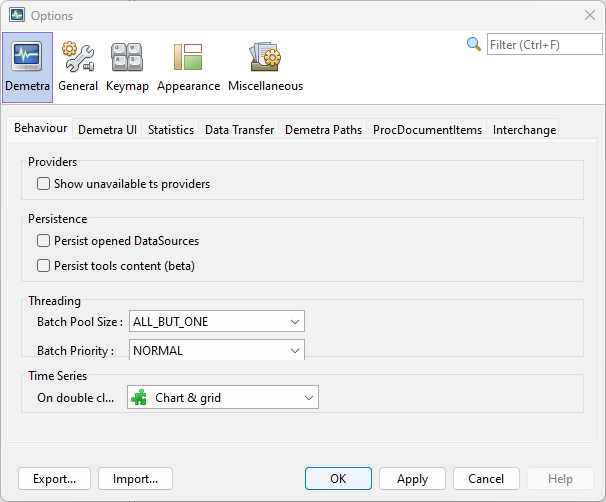 Options
Filter (Ctrl+F)
Demetra General Keymap Appearance Miscellaneous
Behaviour Demetra UI Statistics Data Transfer Demetra Paths ProcDocumentItems Interchange
Providers
Show unavailable ts providers
Persistence
Persist opened DataSources
Persist tools content (beta)
Threading
Batch Pool Size : ALL_BUT_ONE
Batch Priority : NORMAL
Time Series
On double cl... Chart & grid
Export... Import... OK Apply Cancel Help